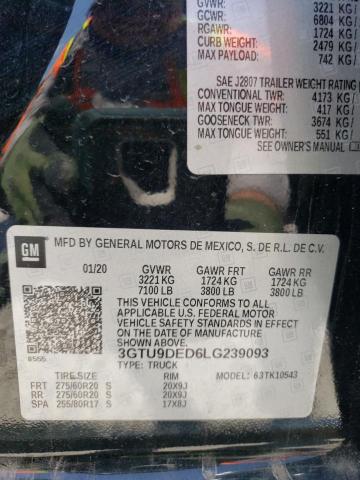 GVWR: 3221 KG /
GCWR: 6804 KG /
RGAWR: 1724 KG /
CURB WEIGHT: 2479 KG /
MAX PAYLOAD: 742 KG /
SAE J2807 TRAILER WEIGHT RATING
CONVENTIONAL TWR: 4173 KG /
MAX TONGUE WEIGHT: 417 KG /
GOOSENECK TWR: 3674 KG /
MAX TONGUE WEIGHT: 551 KG /
SEE OWNER'S MANUAL
GM MFD BY GENERAL MOTORS DE MEXICO, S. DE R.L. DE C.V.
01/20 GVWR GAWR FRT GAWR RR
3221 KG 1724 KG 1724 KG
7100 LB 3800 LB 3800 LB
THIS VEHICLE CONFORMS TO ALL
APPLICABLE U.S. FEDERAL MOTOR
VEHICLE SAFETY STANDARDS IN
EFFECT ON THE DATE OF
MANUFACTURE SHOWN ABOVE.
8555 3GTU9DED6LG239093
TYPE: TRUCK 63TK10543
TIRE SIZE RIM
FRT 275/60R20 S 20X9J
RR 275/60R20 S 20X9J
SPA 255/80R17 S 17X8J